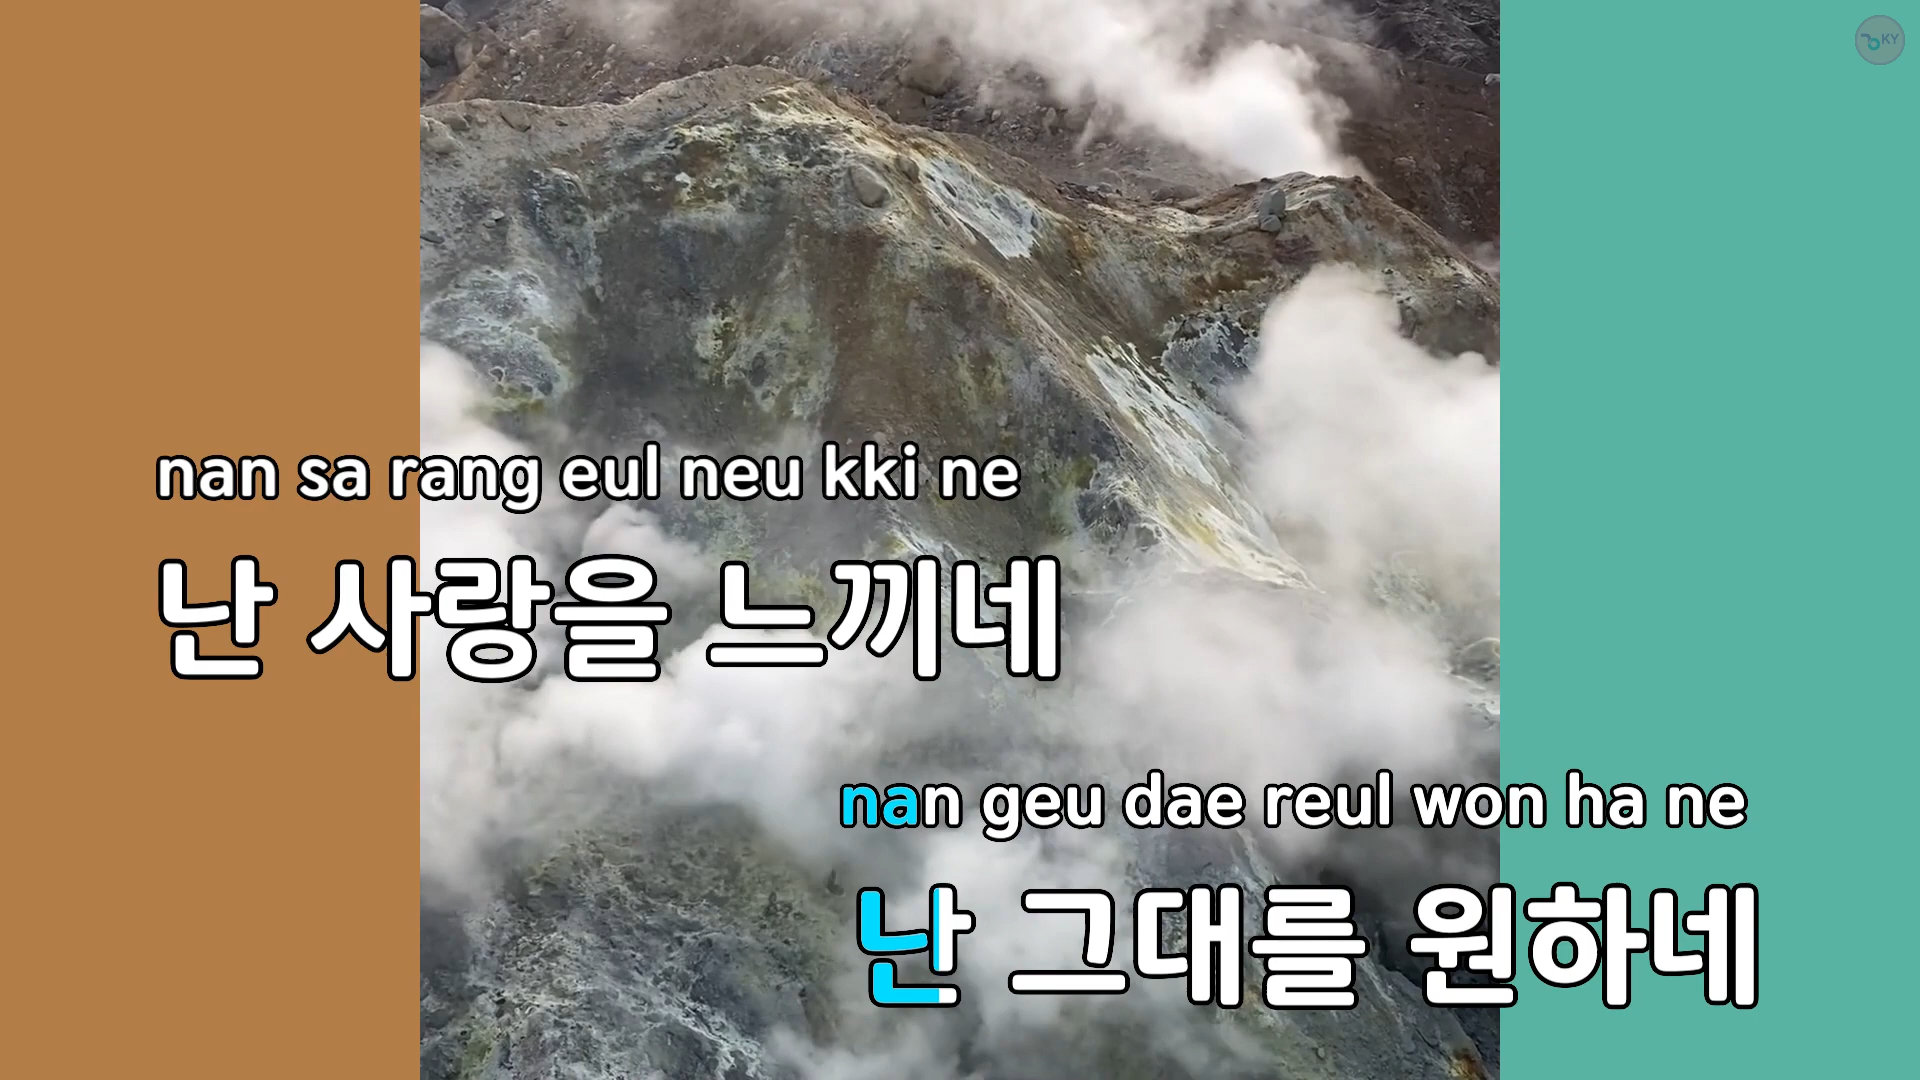 KY
nan sa rang eul neu kki ne
난 사랑을 느끼네
nan geu dae reul won ha ne
난 그대를 원하네